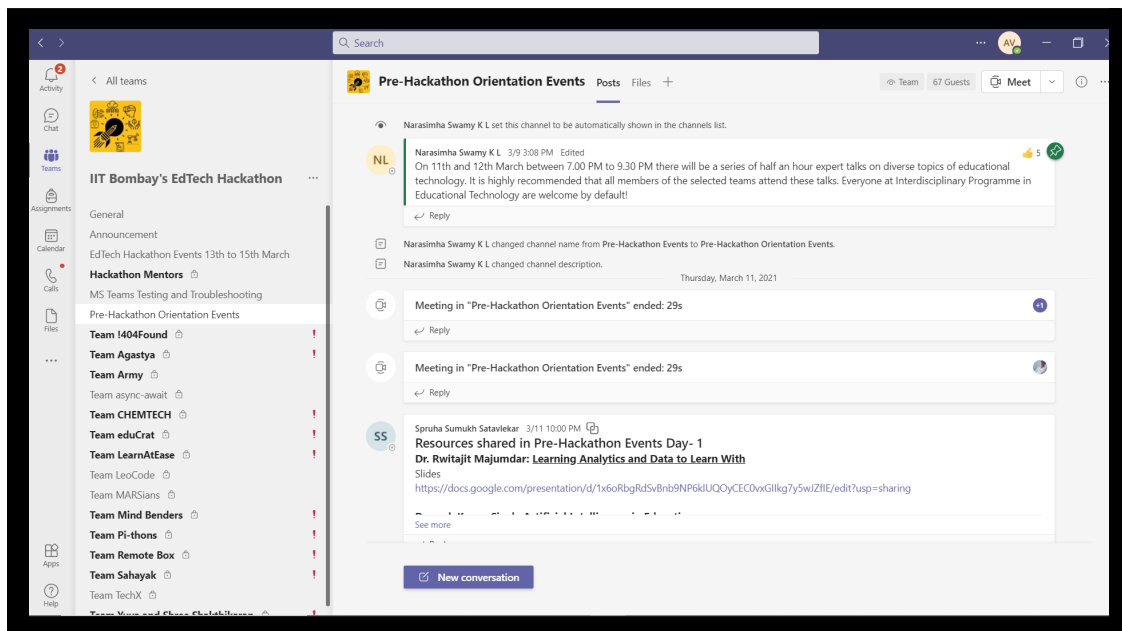 Search
AV
2
Activity
Chat
Teams
Assignments
Calendar
Calls
Files
Apps
Help
All teams
IIT Bombay's EdTech Hackathon
General
Announcement
EdTech Hackathon Events 13th to 15th March
Hackathon Mentors
MS Teams Testing and Troubleshooting
Pre-Hackathon Orientation Events
Team !404Found
Team Agastya
Team Army
Team async-await
Team CHEMTECH
Team eduCrat
Team LearnAtEase
Team LeoCode
Team MARSians
Team Mind Benders
Team Pi-thons
Team Remote Box
Team Sahayak
Team TechX
Pre-Hackathon Orientation Events Posts Files
Team 67 Guests Meet
Narasimha Swamy K L set this channel to be automatically shown in the channels list.
NL
Narasimha Swamy K L 3/9 3:08 PM Edited
5
On 11th and 12th March between 7.00 PM to 9.30 PM there will be a series of half an hour expert talks on diverse topics of educational
technology. It is highly recommended that all members of the selected teams attend these talks. Everyone at Interdisciplinary Programme in
Educational Technology are welcome by default!
Reply
Narasimha Swamy K L changed channel name from Pre-Hackathon Events to Pre-Hackathon Orientation Events.
Narasimha Swamy K L changed channel description.
Thursday, March 11, 2021
Meeting in "Pre-Hackathon Orientation Events" ended: 29s
+1
Reply
Meeting in "Pre-Hackathon Orientation Events" ended: 29s
Reply
SS
Spruha Sumukh Satavlekar 3/11 10:00 PM
Resources shared in Pre-Hackathon Events Day- 1
Dr. Rwitajit Majumdar: Learning Analytics and Data to Learn With
Slides
https://docs.google.com/presentation/d/1x6oRbgRdSvBnb9NP6kIUQOyCEC0vxGIlkg7y5wJZfIE/edit?usp=sharing
See more
New conversation